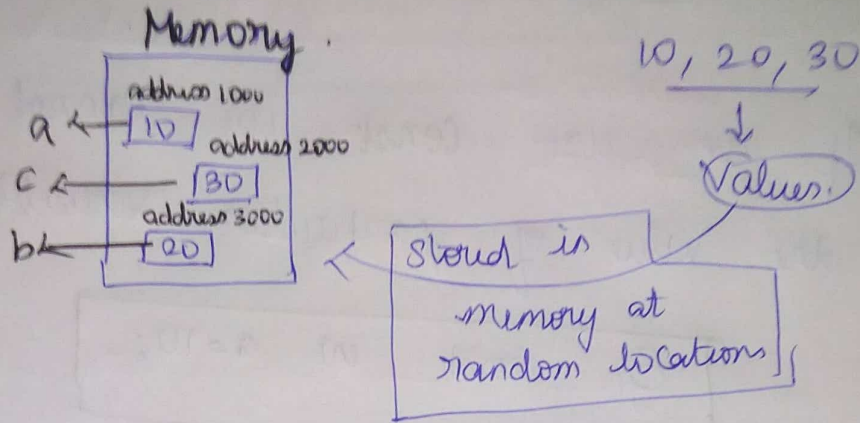 Memory.
10, 20, 30
address 1000
a 10
address 2000
c 30
address 3000
b 20
Values.
Stored in
memory at
random locations